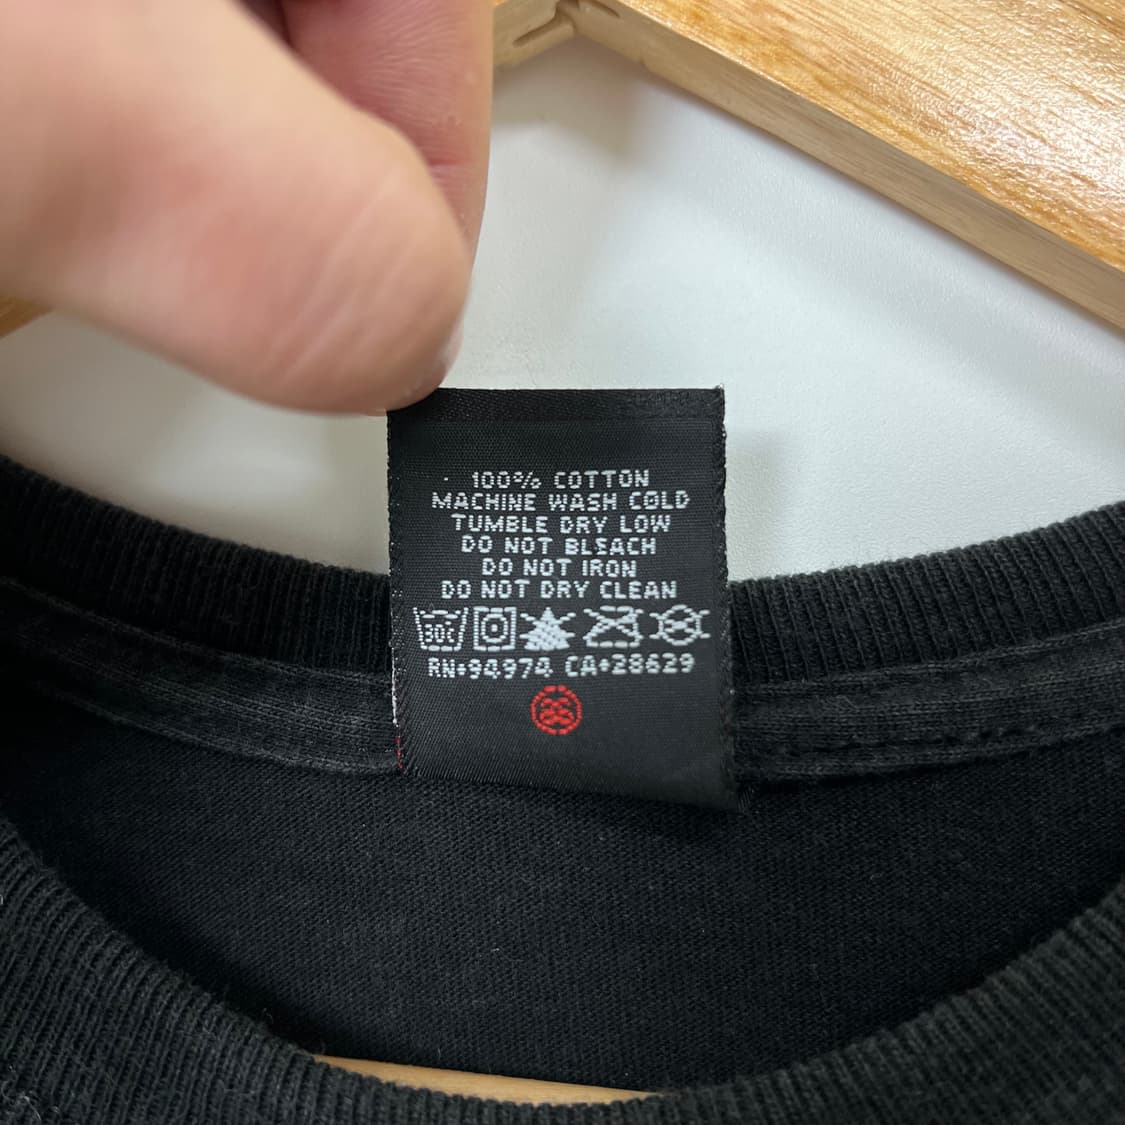 100% COTTON
MACHINE WASH COLD
TUMBLE DRY LOW
DO NOT BLEACH
DO NOT IRON
DO NOT DRY CLEAN
30C
RN•94974 CA•28629